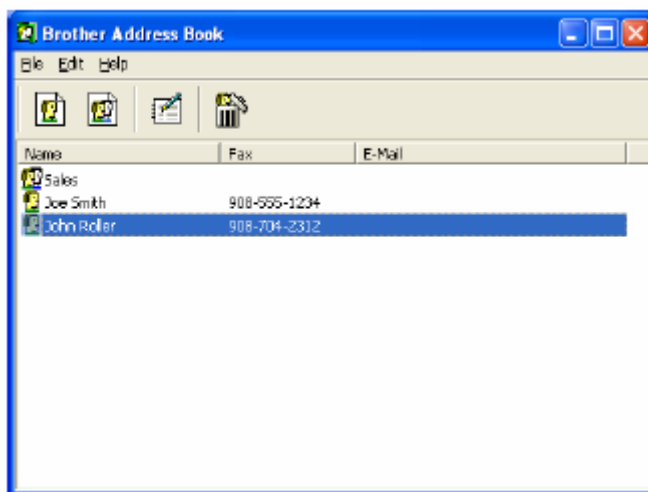 Brother Address Book
File Edit Help
Name Fax E-Mail
Sales
Joe Smith 908-555-1234
John Roller 908-704-2312